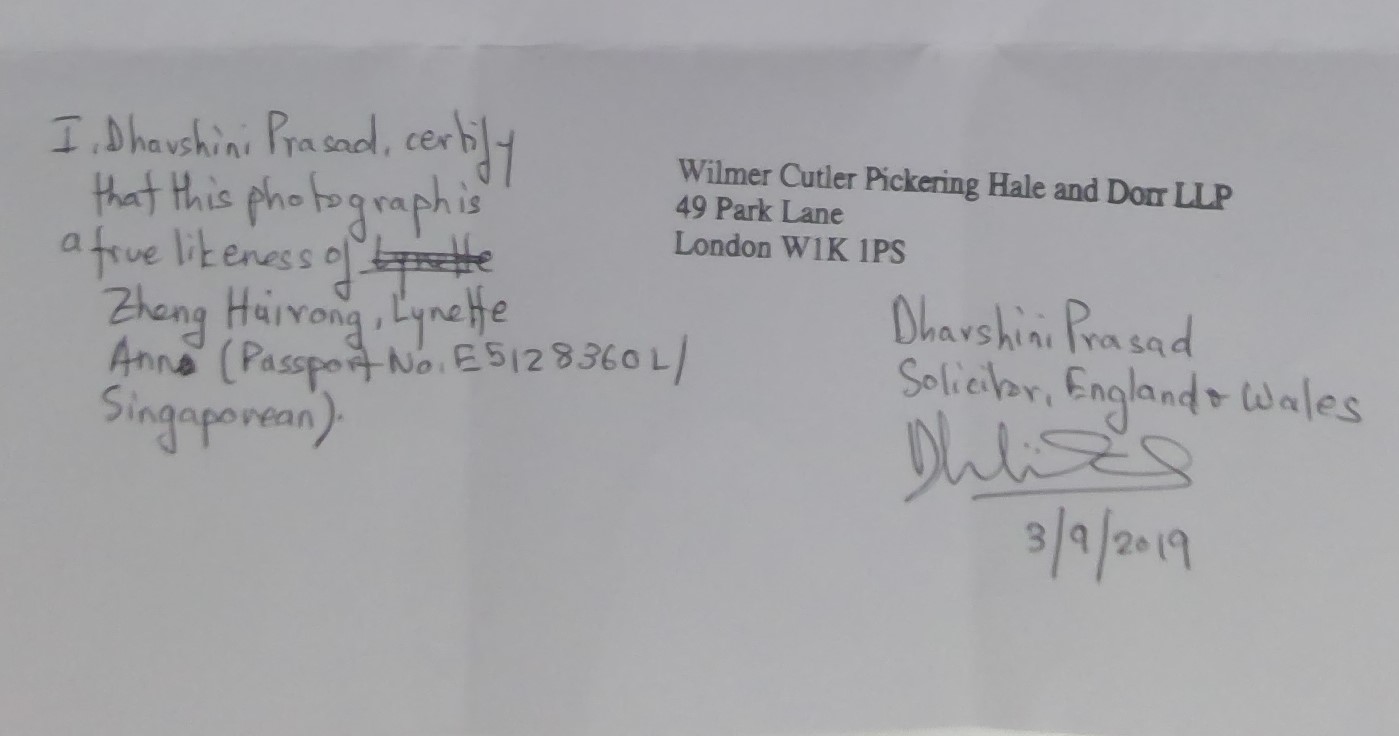 I, Dharshini Prasad, certify
that this photograph is
a true likeness of Lynette
Zheng Hairong, Lynette
Anne (Passport No. E5128360L/
Singaporean).
Wilmer Cutler Pickering Hale and Dorr LLP
49 Park Lane
London W1K 1PS
Dharshini Prasad
Solicitor, England & Wales
3/9/2019